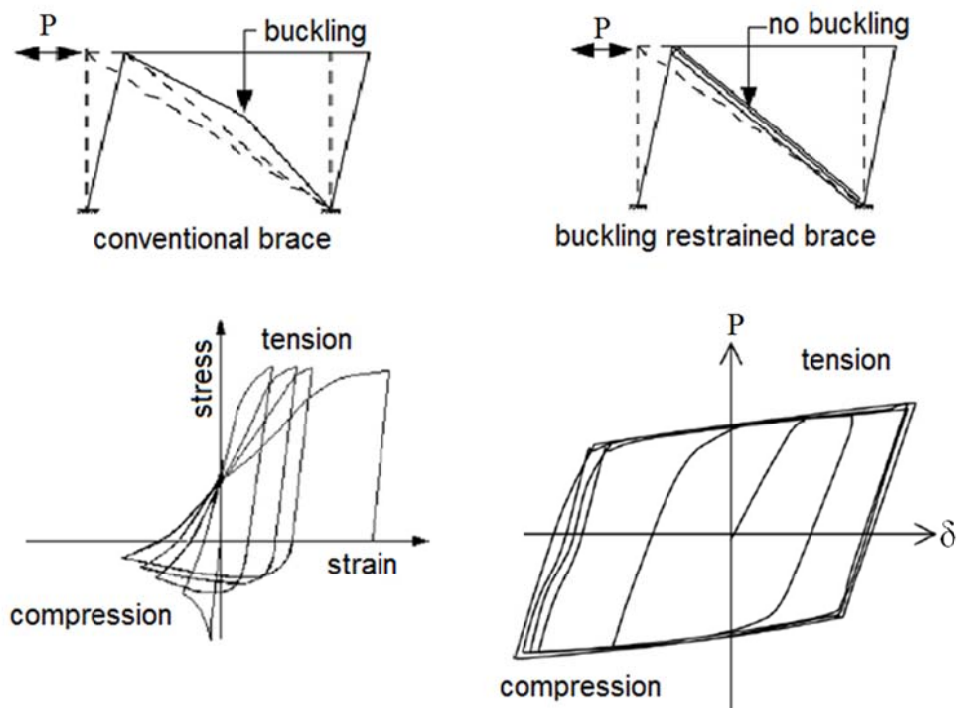 P
buckling
conventional brace
P
no buckling
buckling restrained brace
tension
stress
strain
compression
P
tension
δ
compression